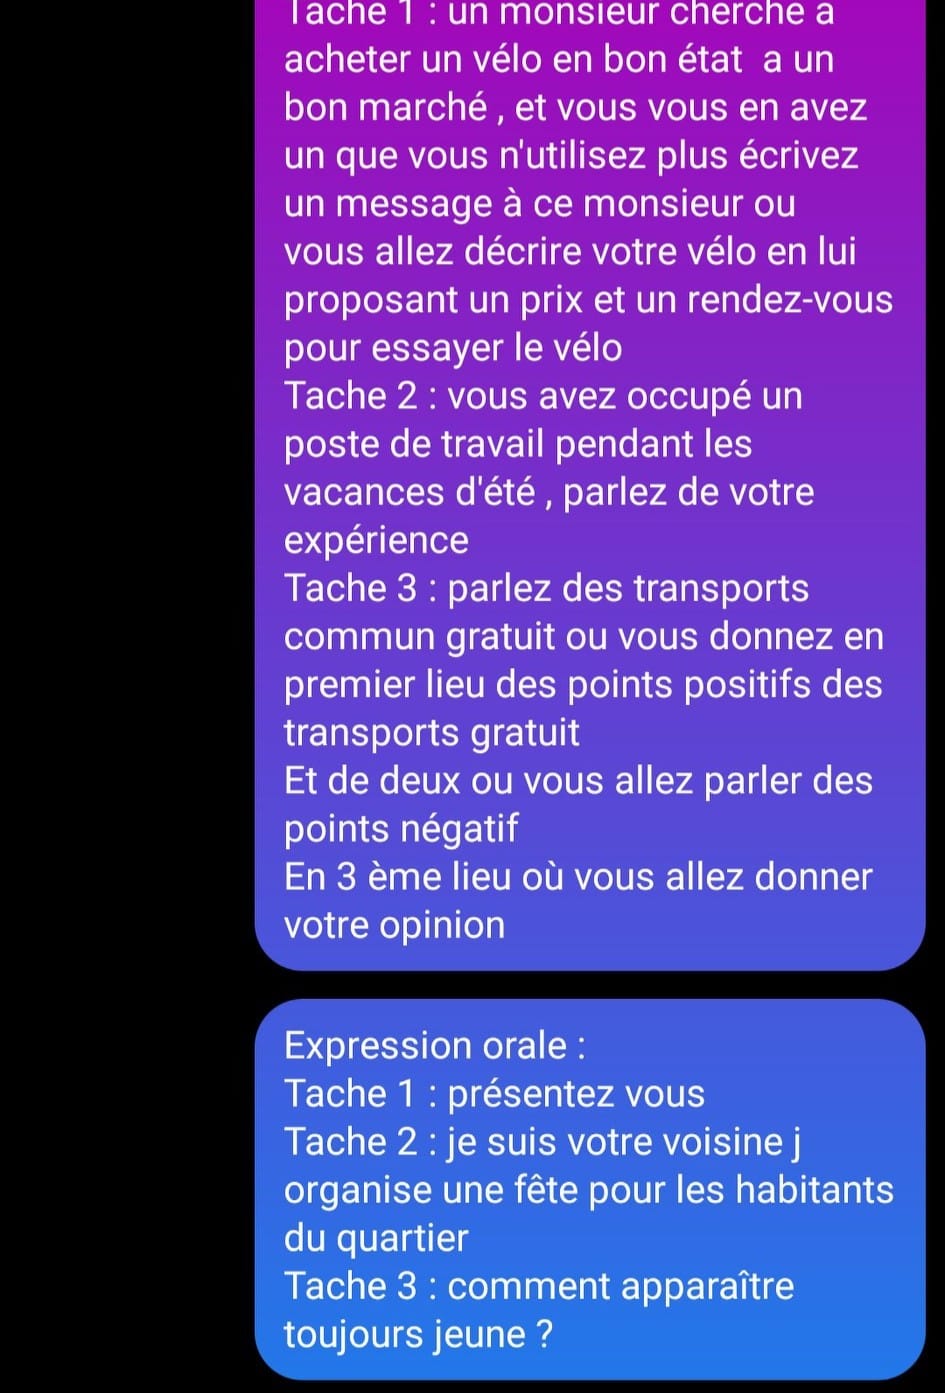 Tache 1 : un monsieur cherche a
acheter un vélo en bon état  a un
bon marché , et vous vous en avez
un que vous n'utilisez plus écrivez
un message à ce monsieur ou
vous allez décrire votre vélo en lui
proposant un prix et un rendez-vous
pour essayer le vélo
Tache 2 : vous avez occupé un
poste de travail pendant les
vacances d'été , parlez de votre
expérience
Tache 3 : parlez des transports
commun gratuit ou vous donnez en
premier lieu des points positifs des
transports gratuit
Et de deux ou vous allez parler des
points négatif
En 3 ème lieu où vous allez donner
votre opinion
Expression orale :
Tache 1 : présentez vous
Tache 2 : je suis votre voisine j
organise une fête pour les habitants
du quartier
Tache 3 : comment apparaître
toujours jeune ?